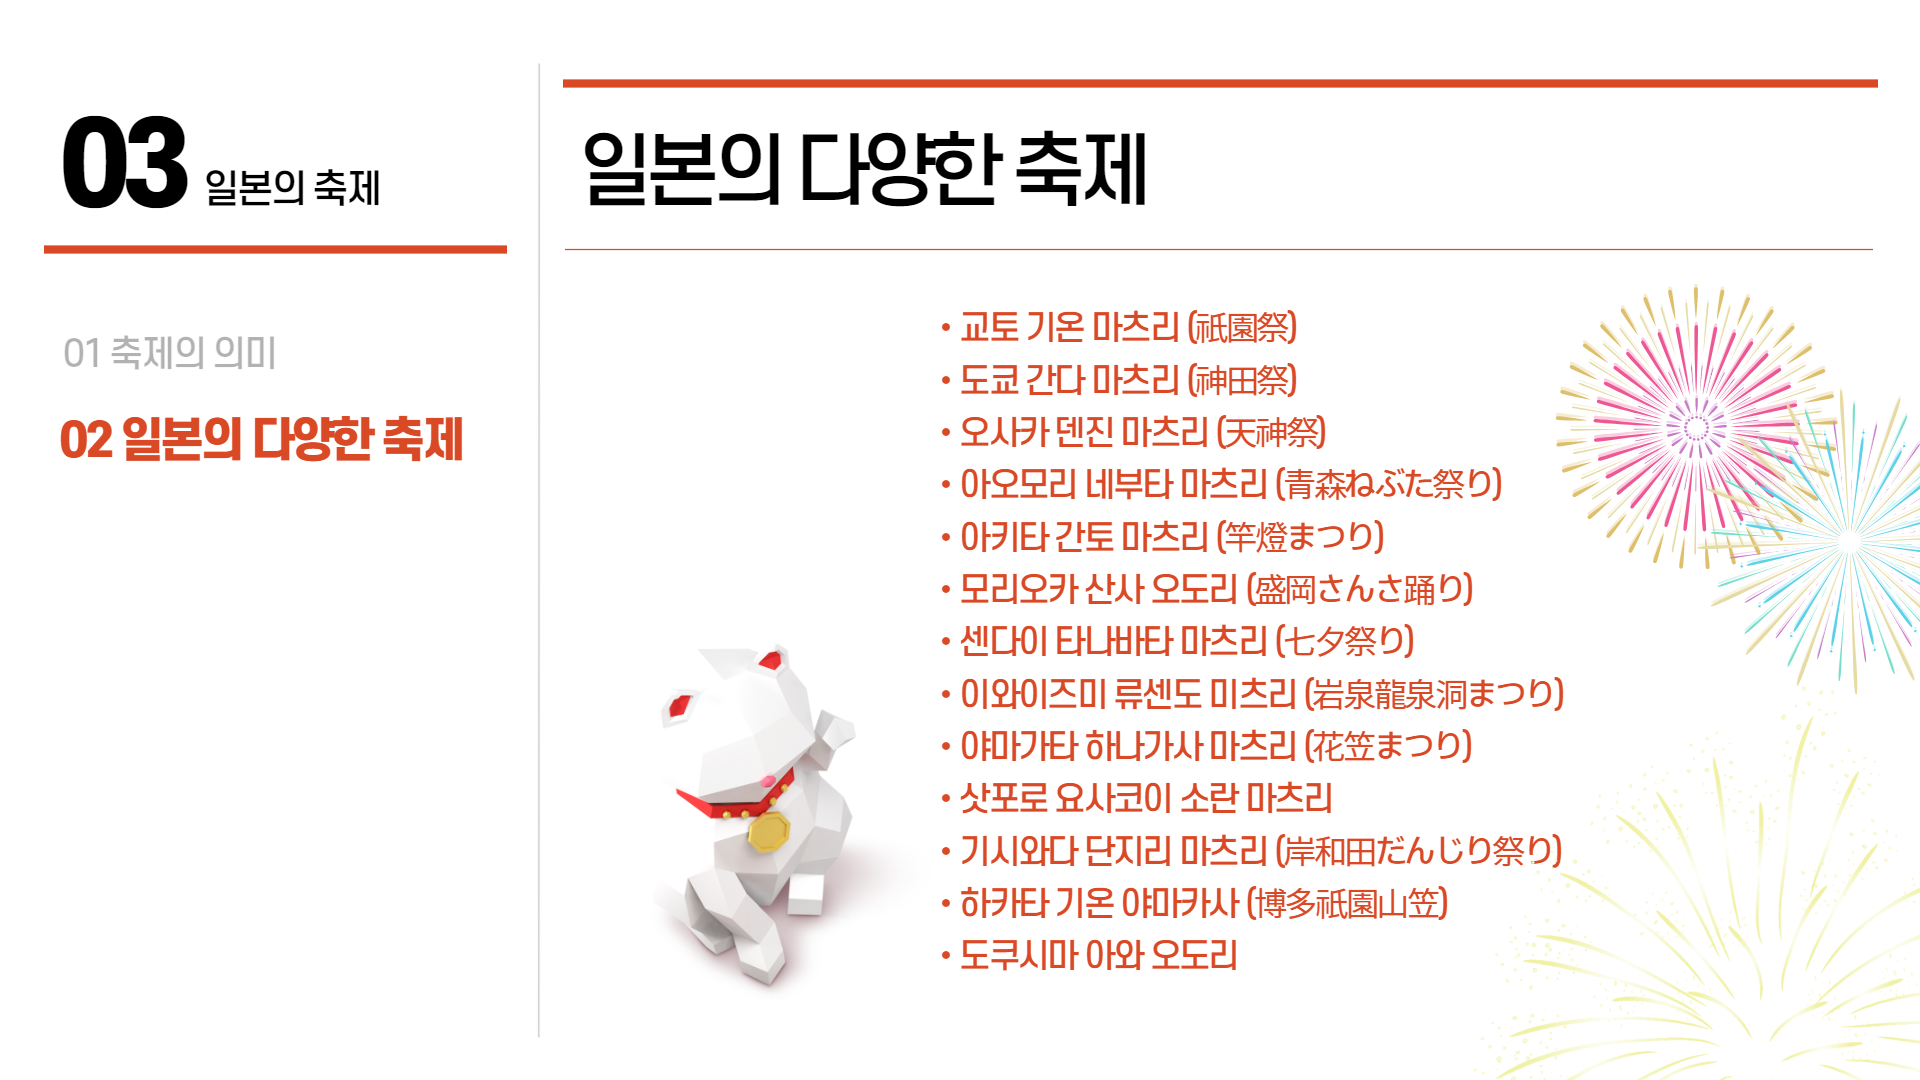 03 일본의 축제
01 축제의 의미
02 일본의 다양한 축제
일본의 다양한 축제
• 교토 기온 마츠리 (祇園祭)
• 도쿄 간다 마츠리 (神田祭)
• 오사카 덴진 마츠리 (天神祭)
• 아오모리 네부타 마츠리 (青森ねぶた祭り)
• 아키타 간토 마츠리 (竿燈まつり)
• 모리오카 산사 오도리 (盛岡さんさ踊り)
• 센다이 타나바타 마츠리 (七夕祭り)
• 이와이즈미 류센도 미츠리 (岩泉龍泉洞まつり)
• 야마가타 하나가사 마츠리 (花笠まつり)
• 삿포로 요사코이 소란 마츠리
• 기시와다 단지리 마츠리 (岸和田だんじり祭り)
• 하카타 기온 야마카사 (博多祇園山笠)
• 도쿠시마 아와 오도리